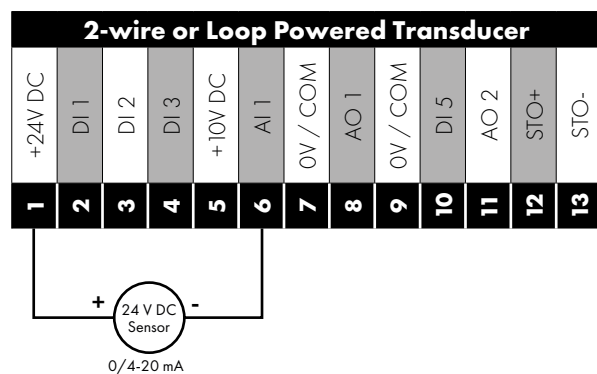 2-wire or Loop Powered Transducer
+24V DC
DI 1
DI 2
DI 3
+10V DC
AI 1
0V / COM
AO 1
0V / COM
DI 5
AO 2
STO+
STO-
1
2
3
4
5
6
7
8
9
10
11
12
13
+
-
24 V DC
Sensor
0/4-20 mA